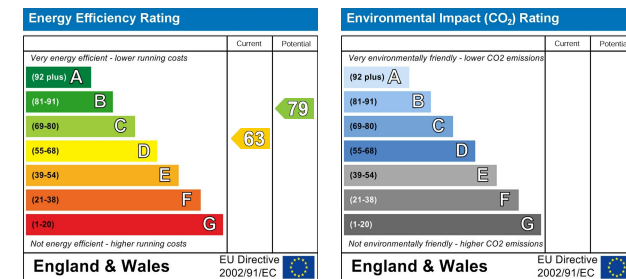 Energy Efficiency Rating
Current Potential
Very energy efficient - lower running costs
(92 plus) A
(81-91) B
(69-80) C
(55-68) D
(39-54) E
(21-38) F
(1-20) G
63
79
Not energy efficient - higher running costs
England & Wales
EU Directive
2002/91/EC
Environmental Impact (CO₂) Rating
Current Potential
Very environmentally friendly - lower CO2 emissions
(92 plus) A
(81-91) B
(69-80) C
(55-68) D
(39-54) E
(21-38) F
(1-20) G
Not environmentally friendly - higher CO2 emissions
England & Wales
EU Directive
2002/91/EC